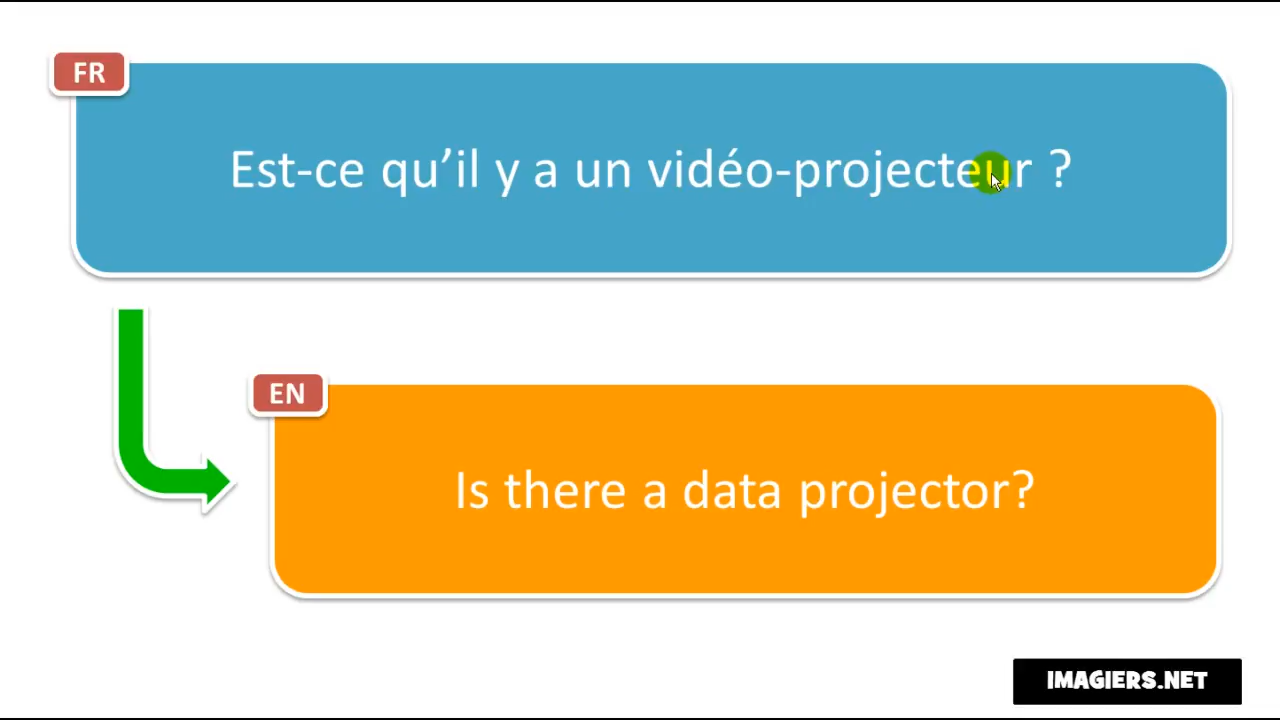 FR
Est-ce qu’il y a un vidéo-projecteur ?
EN
Is there a data projector?
IMAGIERS.NET